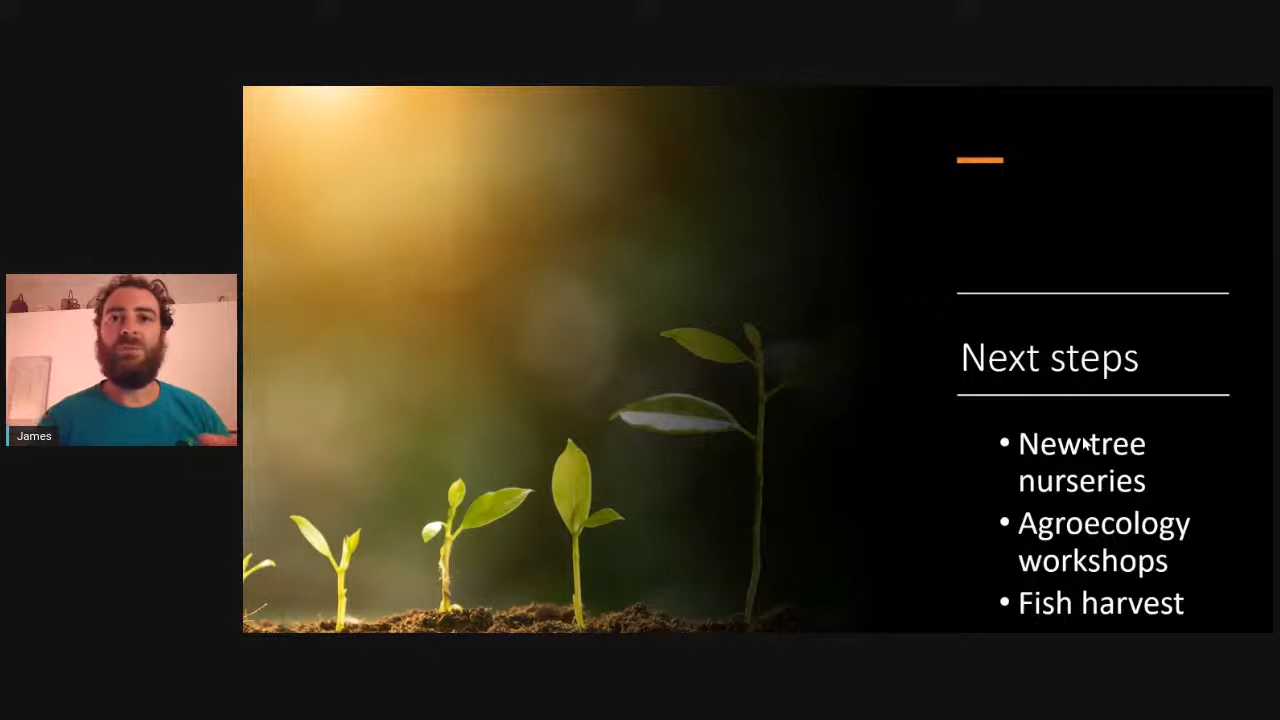 James
Next steps
• New tree
nurseries
• Agroecology
workshops
• Fish harvest